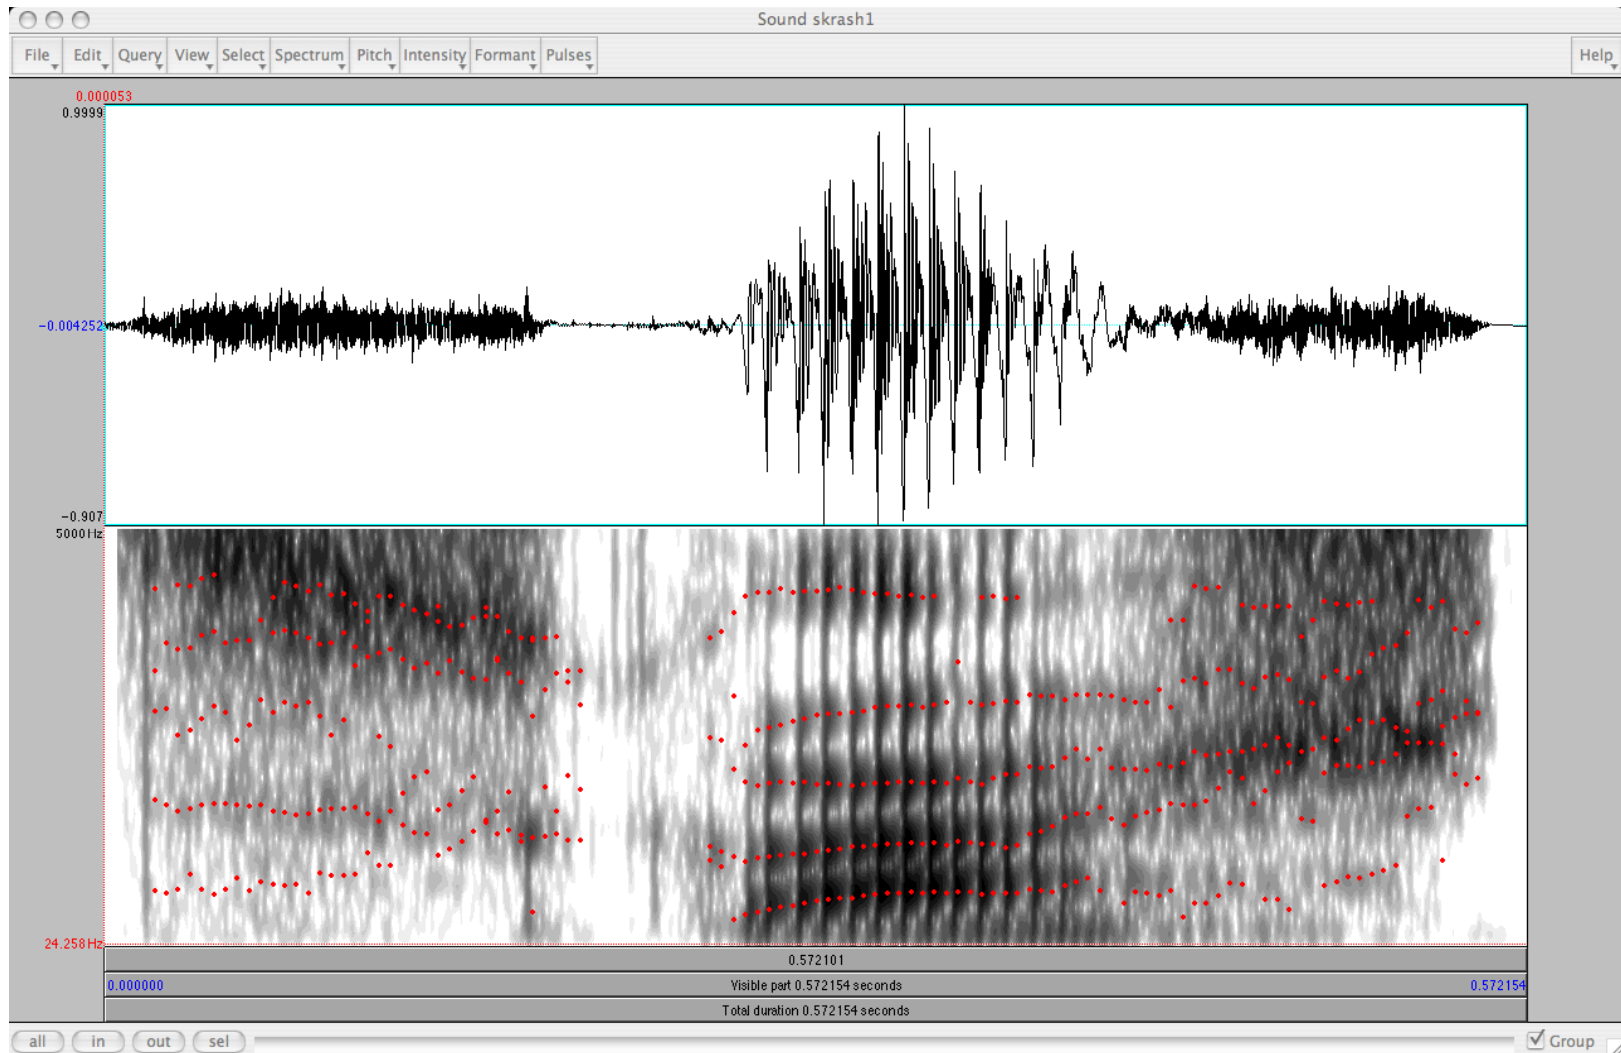 Sound skrash1
File Edit Query View Select Spectrum Pitch Intensity Formant Pulses Help
0.000053
0.9999
-0.004252
-0.907
5000 Hz
24.258 Hz
0.572101
0.000000 Visible part 0.572154 seconds 0.572154
Total duration 0.572154 seconds
all in out sel Group